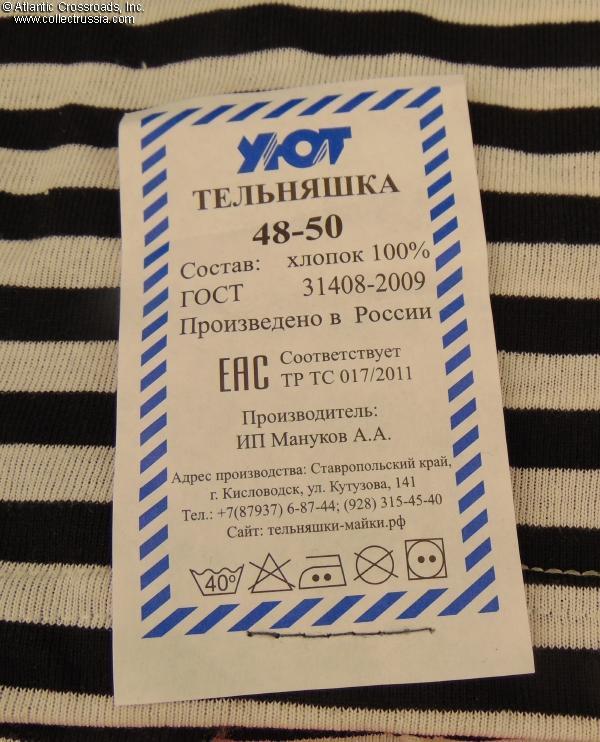 © Atlantic Crossroads, Inc.
www.collectrussia.com
УЮТ
ТЕЛЬНЯШКА
48-50
Состав: хлопок 100%
ГОСТ 31408-2009
Произведено в России
ЕАС Соответствует
ТР ТС 017/2011
Производитель:
ИП Мануков А.А.
Адрес производства: Ставропольский край,
г. Кисловодск, ул. Кутузова, 141
Тел.: +7(87937) 6-87-44; (928) 315-45-40
Сайт: тельняшки-майки.рф
40°